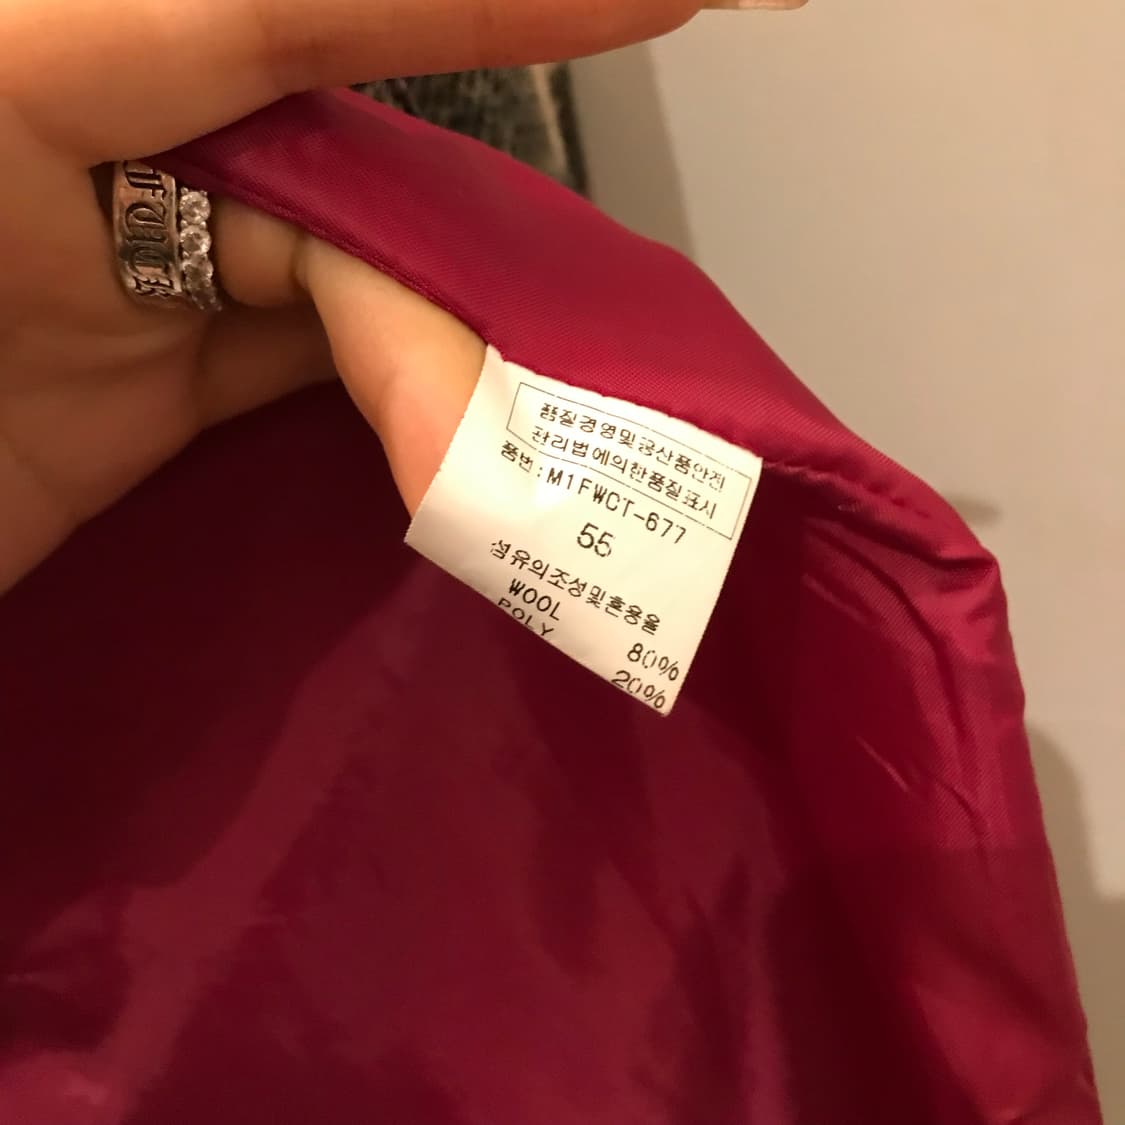 품질경영및공산품안전
관리법에의한품질표시
품번:M1FWCT-677
55
섬유의조성및혼용율
WOOL 80%
POLY 20%